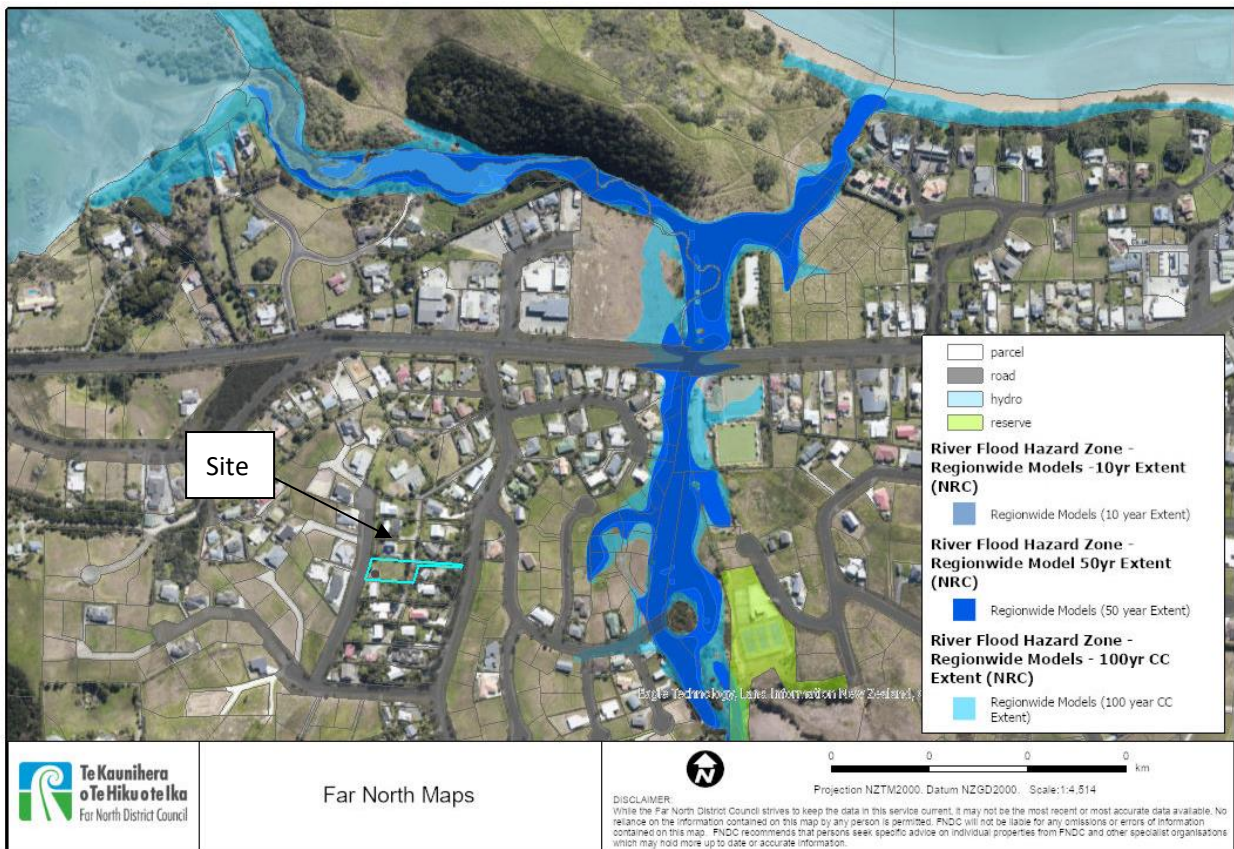 Site
parcel
road
hydro
reserve
River Flood Hazard Zone -
Regionwide Models -10yr Extent
(NRC)
Regionwide Models (10 year Extent)
River Flood Hazard Zone -
Regionwide Model 50yr Extent
(NRC)
Regionwide Models (50 year Extent)
River Flood Hazard Zone -
Regionwide Models - 100yr CC
Extent (NRC)
Regionwide Models (100 year CC
Extent)
Eagle Technology, Land Information New Zealand,
Te Kaunihera
o Te Hiku o te Ika
Far North District Council
Far North Maps
N
0 0 0 0
km
Projection NZTM2000. Datum NZGD2000. Scale:1:4,514
DISCLAIMER:
While the Far North District Council strives to keep the data in this service current, it may not be the most recent or most accurate data available. No
reliance on the information contained on this map by any person is permitted. FNDC will not be liable for any omissions or errors of information
contained on this map. FNDC recommends that persons seek specific advice on individual properties from FNDC and other specialist organisations
which may hold more up to date or accurate information.